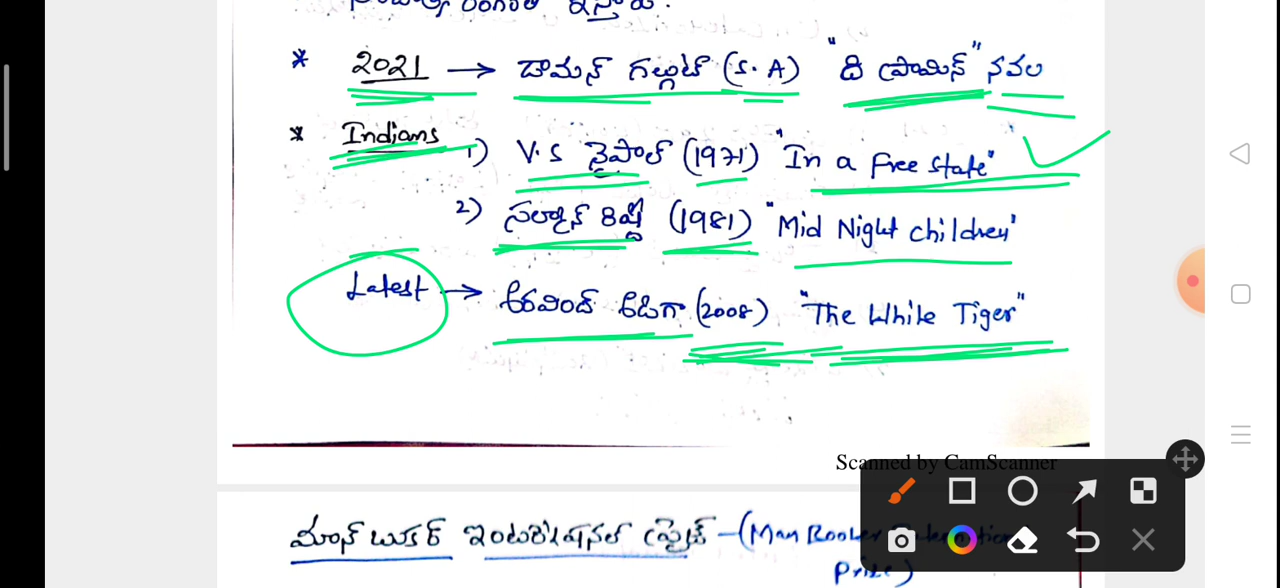 * 2021 → డామన్ గల్గుట్ (S.A) "ది ప్రామిస్" నవల
* Indians 1) V.S నైపాల్ (1971) "In a Free State"
2) సల్మాన్ రిష్దీ (1981) "Mid Night Children"
Latest → అరవింద్ అడిగా (2008) "The White Tiger"
Scanned by CamScanner
మాన్ బుకర్ ఇంటర్నేషనల్ ప్రైజ్ - (Man Booker
Prize)